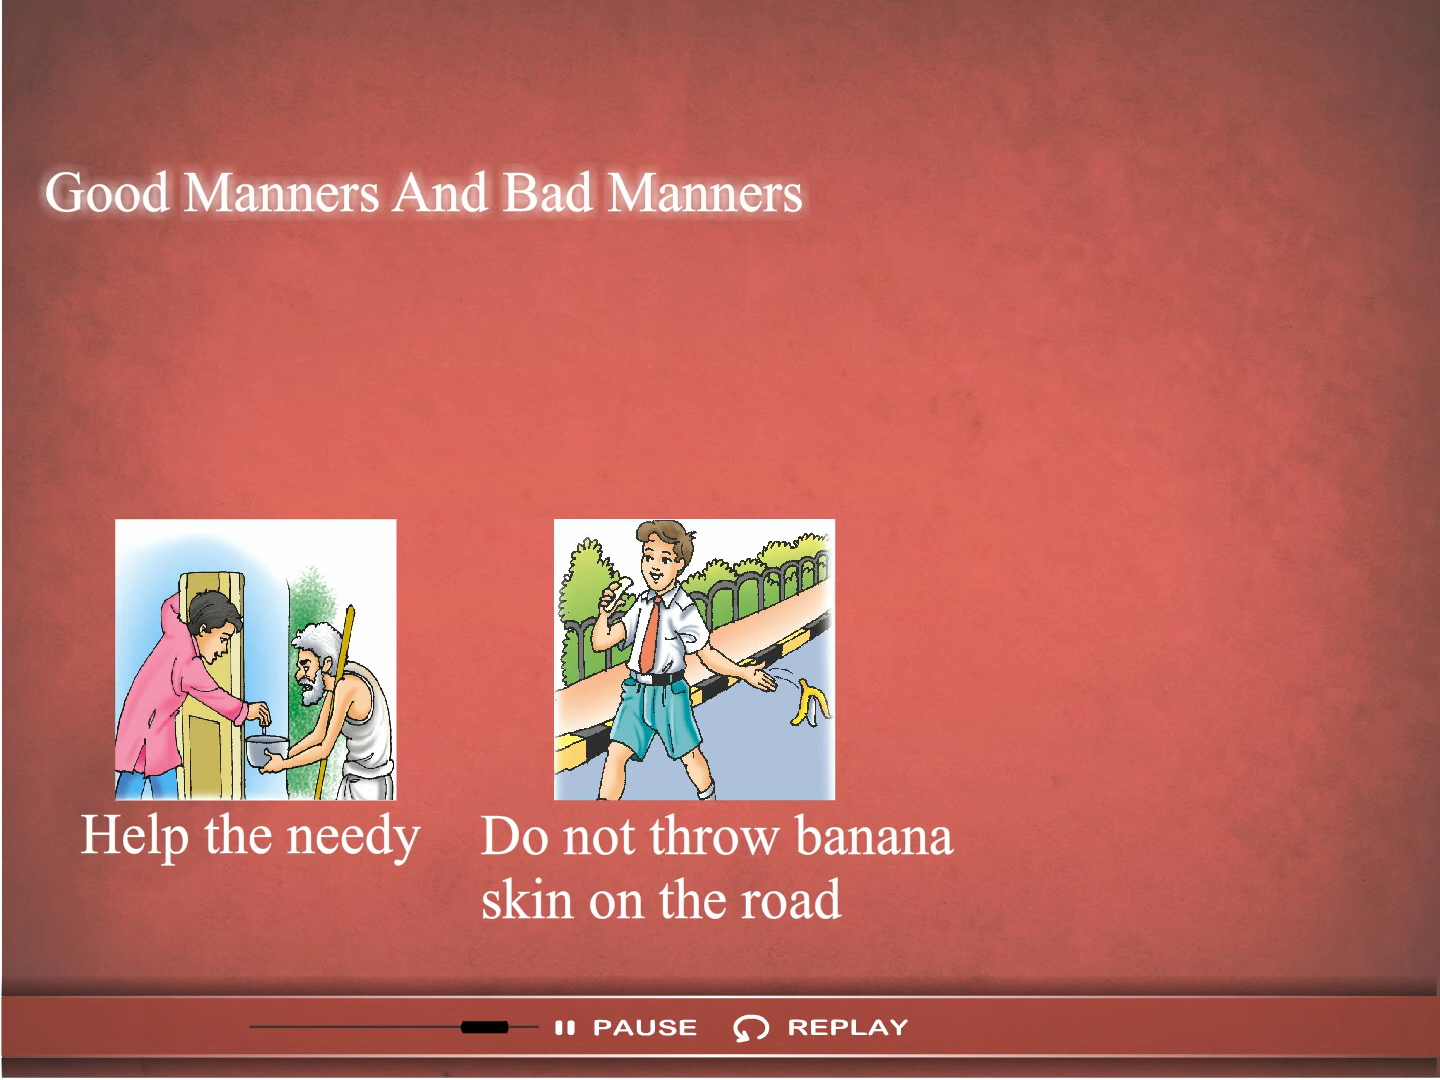 Good Manners And Bad Manners
Help the needy
Do not throw banana
skin on the road
PAUSE
REPLAY